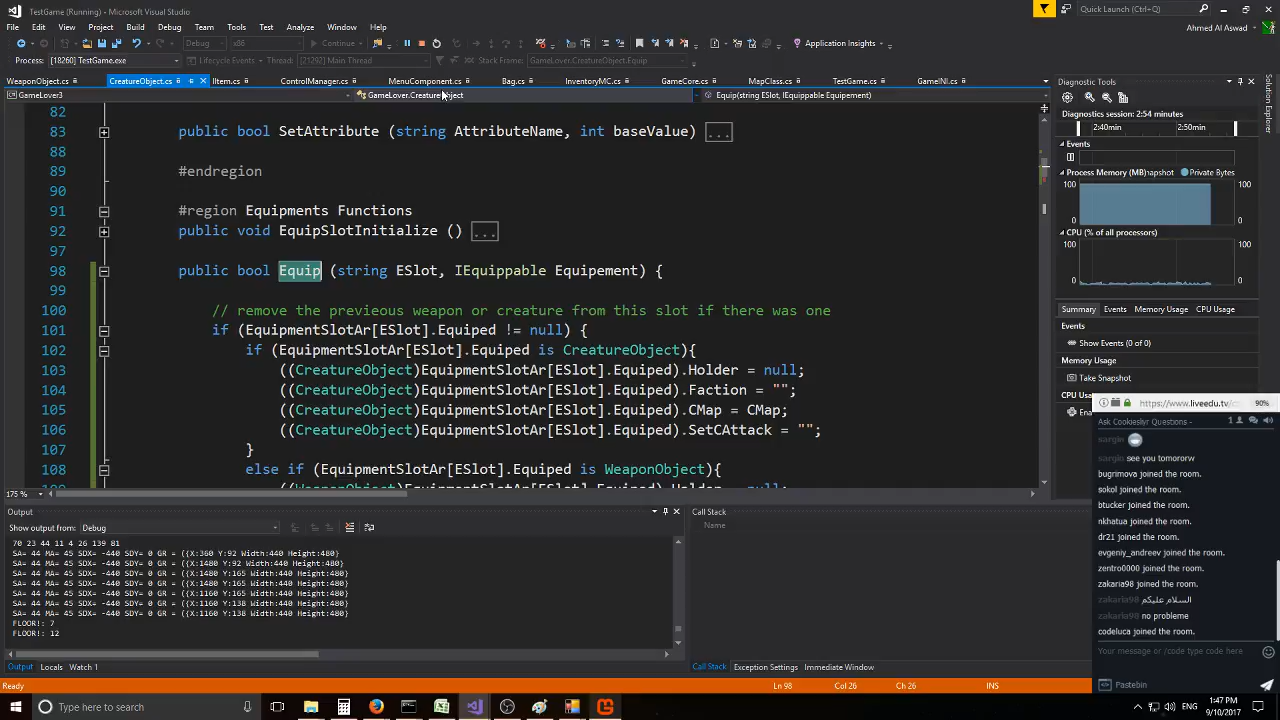 TestGame (Running) - Microsoft Visual Studio
Quick Launch (Ctrl+Q)
File Edit View Project Build Debug Team Tools Architecture Test Analyze Window Help
Ahmed Al Aswad
Debug x86 Continue Application Insights
Process: [18260] TestGame.exe Lifecycle Events Thread: [21292] Main Thread Stack Frame: GameLover.CreatureObject.Equip
WeaponObject.cs CreatureObject.cs IItem.cs ControlManager.cs MenuComponent.cs Bag.cs InventoryMC.cs GameCore.cs MapClass.cs TestGame.cs GameINI.cs
GameLover3 GameLover.CreatureObject Equip(string ESlot, IEquippable Equipement)
82
83 public bool SetAttribute (string AttributeName, int baseValue) ...
88
89 #endregion
90
91 #region Equipments Functions
92 public void EquipSlotInitialize () ...
97
98 public bool Equip (string ESlot, IEquippable Equipement) {
99
100 // remove the previeous weapon or creature from this slot if there was one
101 if (EquipmentSlotAr[ESlot].Equiped != null) {
102 if (EquipmentSlotAr[ESlot].Equiped is CreatureObject){
103 ((CreatureObject)EquipmentSlotAr[ESlot].Equiped).Holder = null;
104 ((CreatureObject)EquipmentSlotAr[ESlot].Equiped).Faction = "";
105 ((CreatureObject)EquipmentSlotAr[ESlot].Equiped).CMap = CMap;
106 ((CreatureObject)EquipmentSlotAr[ESlot].Equiped).SetCAttack = "";
107 }
108 else if (EquipmentSlotAr[ESlot].Equiped is WeaponObject){
((WeaponObject)EquipmentSlotAr[ESlot].Equiped).Holder = null;
175 %
Diagnostic Tools
Diagnostics session: 2:54 minutes
2:40min 2:50min
Events
Process Memory (MB) Snapshot Private Bytes
100 100
0 0
CPU (% of all processors)
100 100
0 0
Summary Events Memory Usage CPU Usage
Events
Show Events (0 of 0)
Memory Usage
Take Snapshot
CPU Usage
Solution Explorer
https://www.liveedu.tv/ 90%
Ask Cookieslyr Questions - 1
sargio
sargio see you tomororw
bugrimova joined the room.
sokol joined the room.
btucker joined the room.
nkhatua joined the room.
dr21 joined the room.
evgeniy_andreev joined the room.
zentro0000 joined the room.
zakaria98 joined the room.
zakaria98 السلام عليكم
zakaria98 no probleme
codeluca joined the room.
Your message or /code type code here
Pastebin
Output
Show output from: Debug
70 23 44 11 4 26 139 81
SA= 44 MA= 45 SDX= -440 SDY= 0 GR = ({X:360 Y:92 Width:440 Height:480}
SA= 44 MA= 45 SDX= -440 SDY= 0 GR = ({X:1480 Y:92 Width:440 Height:480}
SA= 44 MA= 45 SDX= -440 SDY= 0 GR = ({X:1480 Y:165 Width:440 Height:480}
SA= 44 MA= 45 SDX= -440 SDY= 0 GR = ({X:1160 Y:165 Width:440 Height:480}
SA= 44 MA= 45 SDX= -440 SDY= 0 GR = ({X:1160 Y:138 Width:440 Height:480}
SA= 44 MA= 45 SDX= -440 SDY= 0 GR = ({X:1160 Y:138 Width:440 Height:480}
FLOOR!: 7
FLOOR!: 12
Output Locals Watch 1
Call Stack
Name
Call Stack Exception Settings Immediate Window
Ready Ln 98 Col 26 Ch 26 INS
Type here to search
1:47 PM
9/10/2017